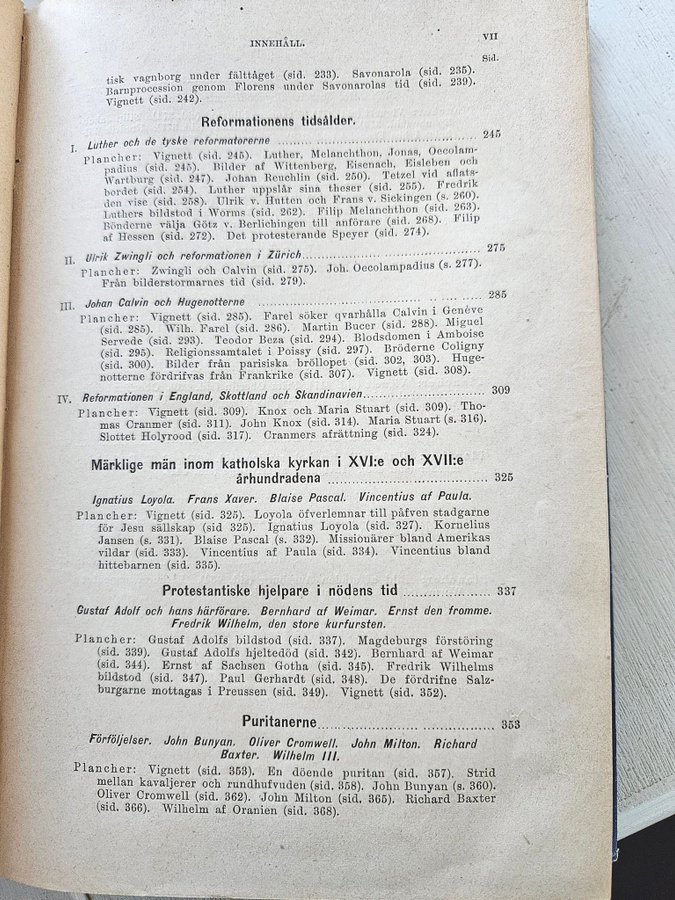 INNEHÅLL. VII
Sid.
tisk vagnborg under fälttåget (sid. 233). Savonarola (sid. 235).
Barnprocession genom Florens under Savonarolas tid (sid. 239).
Vignett (sid. 242).
Reformationens tidsålder.
I. Luther och de tyske reformatorerne ........ 245
Plancher: Vignett (sid. 245). Luther, Melanchthon, Jonas, Oecolam-
padius (sid. 245). Bilder af Wittenberg, Eisenach, Eisleben och
Wartburg (sid. 247). Johan Reuchlin (sid. 250). Tetzel vid aflats-
bordet (sid. 254). Luther uppslår sina theser (sid. 255). Fredrik
den vise (sid. 258). Ulrik v. Hutten och Frans v. Sickingen (s. 260).
Luthers bildstod i Worms (sid. 262). Filip Melanchthon (sid. 263).
Bönderne välja Götz v. Berlichingen till anförare (sid. 268). Filip
af Hessen (sid. 272). Det protesterande Speyer (sid. 274).
II. Ulrik Zwingli och reformationen i Zürich ........ 275
Plancher: Zwingli och Calvin (sid. 275). Joh. Oecolampadius (s. 277).
Från bilderstormarnes tid (sid. 279).
III. Johan Calvin och Hugenotterne ........ 285
Plancher: Vignett (sid. 285). Farel söker qvarhålla Calvin i Genève
(sid. 285). Wilh. Farel (sid. 286). Martin Bucer (sid. 288). Miguel
Servede (sid. 293). Teodor Beza (sid. 294). Blodsdomen i Amboise
(sid. 295). Religionssamtalet i Poissy (sid. 297). Bröderne Coligny
(sid. 300). Bilder från parisiska bröllopet (sid. 302, 303). Huge-
notterne fördrifvas från Frankrike (sid. 307). Vignett (sid. 308).
IV. Reformationen i England, Skottland och Skandinavien ........ 309
Plancher: Vignett (sid. 309). Knox och Maria Stuart (sid. 309). Tho-
mas Cranmer (sid. 311). John Knox (sid. 314). Maria Stuart (s. 316).
Slottet Holyrood (sid. 317). Cranmers afrättning (sid. 324).
Märklige män inom katholska kyrkan i XVI:e och XVII:e
århundradena ........ 325
Ignatius Loyola. Frans Xaver. Blaise Pascal. Vincentius af Paula.
Plancher: Vignett (sid. 325). Loyola öfverlemnar till påfven stadgarne
för Jesu sällskap (sid 325). Ignatius Loyola (sid. 327). Kornelius
Jansen (s. 331). Blaise Pascal (s. 332). Missionärer bland Amerikas
vildar (sid. 333). Vincentius af Paula (sid. 334). Vincentius bland
hittebarnen (sid. 335).
Protestantiske hjelpare i nödens tid ........ 337
Gustaf Adolf och hans härförare. Bernhard af Weimar. Ernst den fromme.
Fredrik Wilhelm, den store kurfursten.
Plancher: Gustaf Adolfs bildstod (sid. 337). Magdeburgs förstöring
(sid. 339). Gustaf Adolfs hjeltedöd (sid. 342). Bernhard af Weimar
(sid. 344). Ernst af Sachsen Gotha (sid. 345). Fredrik Wilhelms
bildstod (sid. 347). Paul Gerhardt (sid. 348). De fördrifne Salz-
burgarne mottagas i Preussen (sid. 349). Vignett (sid. 352).
Puritanerne ........ 353
Förföljelser. John Bunyan. Oliver Cromwell. John Milton. Richard
Baxter. Wilhelm III.
Plancher: Vignett (sid. 353). En döende puritan (sid. 357). Strid
mellan kavaljerer och rundhufvuden (sid. 358). John Bunyan (s. 360).
Oliver Cromwell (sid. 362). John Milton (sid. 365). Richard Baxter
(sid. 366). Wilhelm af Oranien (sid. 368).